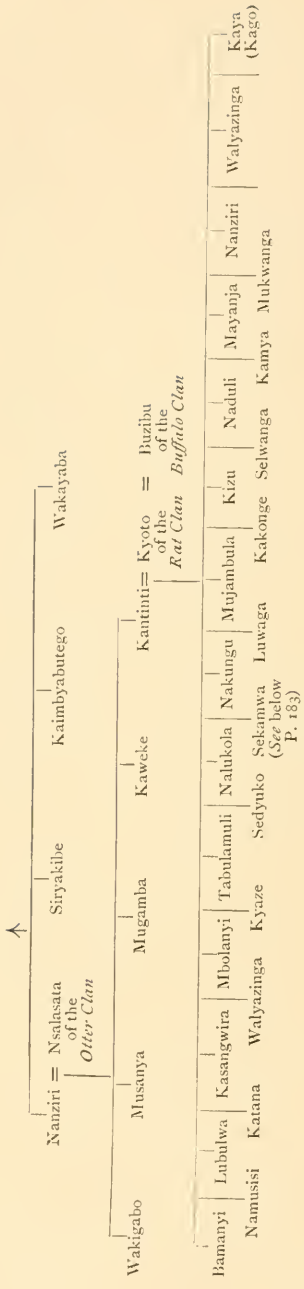 Nanziri = Nsalasata Siryakibe Kaimbyabutego Wakayaba
of the
Otter Clan
Wakigabo Musanya Mugamba Kaweke Kantinti = Kyoto = Buzibu
of the of the
Rat Clan Buffalo Clan
Bamanyi Lubulwa Kasangwira Mbolanyi Tabulamuli Nalukola Nakungu Mujambula Kizu Naduli Mayanja Nanziri Walyazinga Kaya
(Kago)
Namusisi Katana Walyazinga Kyaze Sedyuko Sekamwa Luwaga Kakonge Selwanga Kamya Mukwanga
(See below
P. 183)